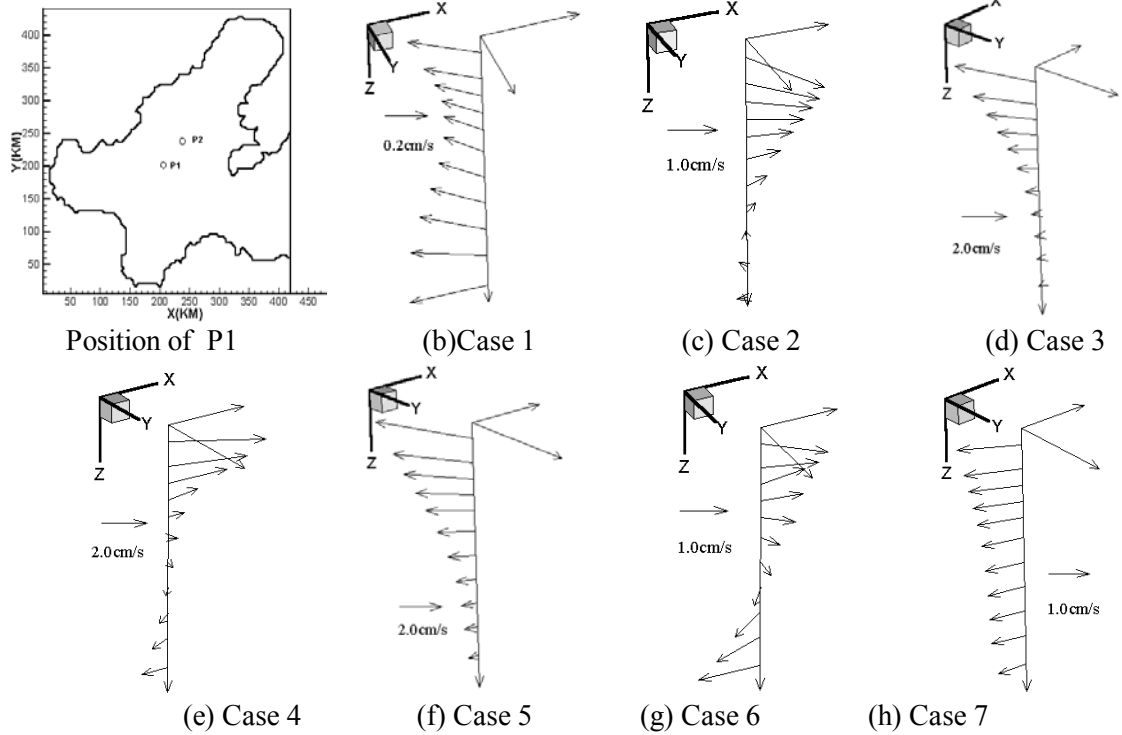 400
350
300
250
200
150
100
50
Y(KM)
P2
P1
50 100 150 200 250 300 350 400 450
X(KM)
Position of P1
X
Y
Z
0.2cm/s
(b)Case 1
X
Y
Z
1.0cm/s
(c) Case 2
X
Y
Z
2.0cm/s
(d) Case 3
X
Y
Z
2.0cm/s
(e) Case 4
X
Y
Z
2.0cm/s
(f) Case 5
X
Y
Z
1.0cm/s
(g) Case 6
X
Y
Z
1.0cm/s
(h) Case 7